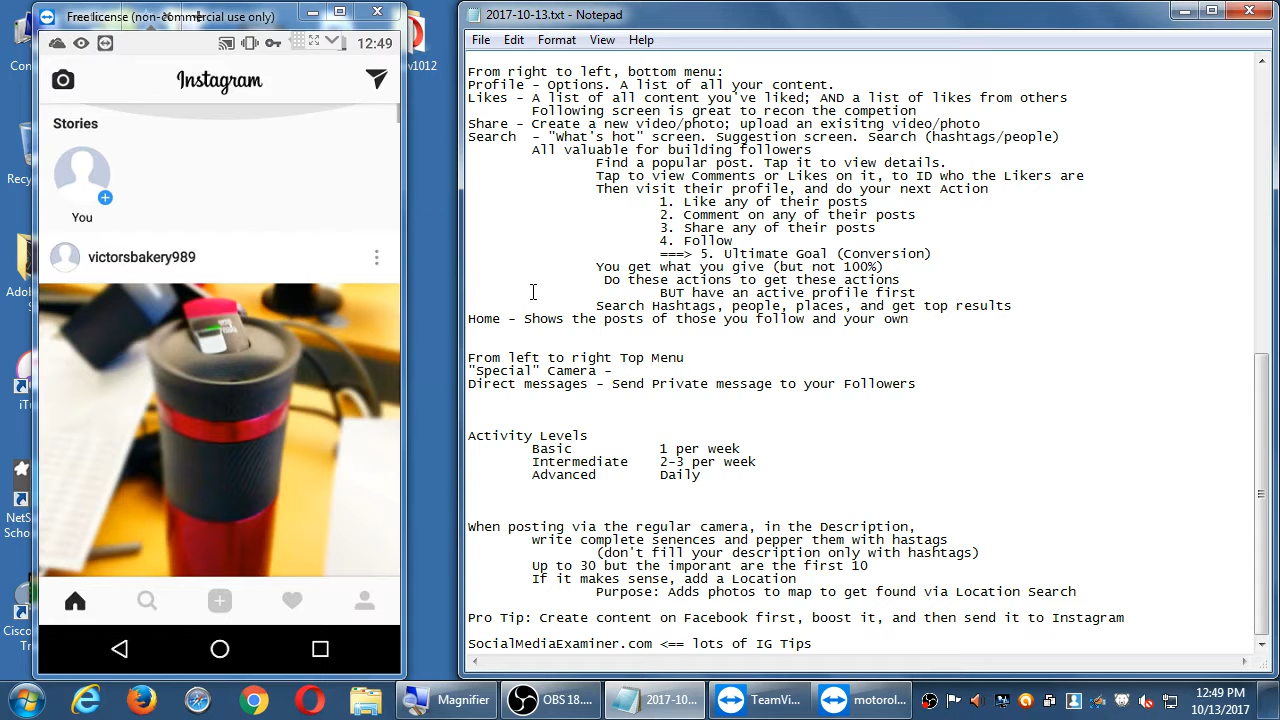 Free license (non-commercial use only)
12:49
Instagram
Stories
You
victorsbakery989
2017-10-13.txt - Notepad
File Edit Format View Help
From right to left, bottom menu:
Profile - Options. A list of all your content.
Likes - A list of all content you've liked; AND a list of likes from others
Following screen is great to recon the competion
Share - Create a new video/photo; upload an exisitng video/photo
Search - "What's hot" screen. Suggestion screen. Search (hashtags/people)
All valuable for building followers
Find a popular post. Tap it to view details.
Tap to view Comments or Likes on it, to ID who the Likers are
Then visit their profile, and do your next Action
1. Like any of their posts
2. Comment on any of their posts
3. Share any of their posts
4. Follow
===> 5. Ultimate Goal (Conversion)
You get what you give (but not 100%)
Do these actions to get these actions
BUT have an active profile first
Search Hashtags, people, places, and get top results
Home - Shows the posts of those you follow and your own
From left to right Top Menu
"Special" Camera -
Direct messages - Send Private message to your Followers
Activity Levels
Basic 1 per week
Intermediate 2-3 per week
Advanced Daily
When posting via the regular camera, in the Description,
write complete senences and pepper them with hastags
(don't fill your description only with hashtags)
Up to 30 but the imporant are the first 10
If it makes sense, add a Location
Purpose: Adds photos to map to get found via Location Search
Pro Tip: Create content on Facebook first, boost it, and then send it to Instagram
SocialMediaExaminer.com <== lots of IG Tips
Con
Recy
Adob
iTu
NetS
Scho
Cisco
Tr
v1012
Magnifier
OBS 18....
2017-10...
TeamVi...
motorol...
12:49 PM
10/13/2017